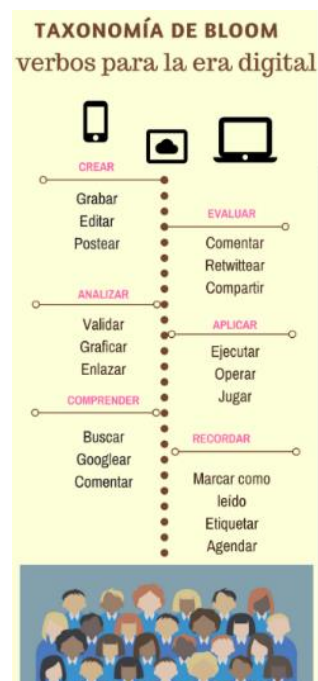 TAXONOMÍA DE BLOOM
verbos para la era digital
CREAR
Grabar
Editar
Postear
EVALUAR
Comentar
Retwittear
Compartir
ANALIZAR
Validar
Graficar
Enlazar
APLICAR
Ejecutar
Operar
Jugar
COMPRENDER
Buscar
Googlear
Comentar
RECORDAR
Marcar como
leído
Etiquetar
Agendar